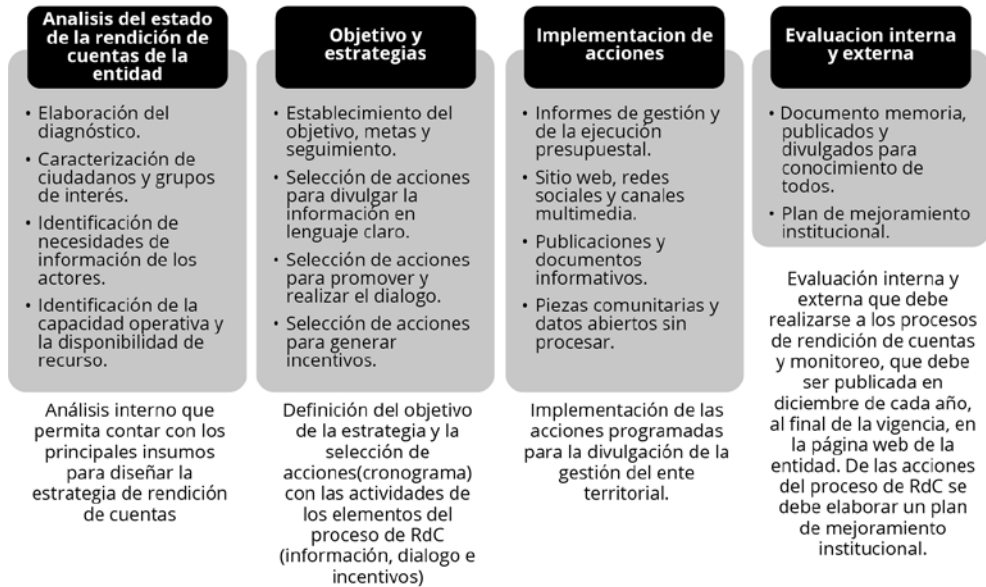 Analisis del estado
de la rendición de
cuentas de la
entidad
• Elaboración del
diagnóstico.
• Caracterización de
ciudadanos y grupos
de interés.
• Identificación de
necesidades de
información de los
actores.
• Identificación de la
capacidad operativa y
la disponibilidad de
recurso.
Análisis interno que
permita contar con los
principales insumos
para diseñar la
estrategia de rendición
de cuentas
Objetivo y
estrategias
• Establecimiento del
objetivo, metas y
seguimiento.
• Selección de acciones
para divulgar la
información en
lenguaje claro.
• Selección de acciones
para promover y
realizar el dialogo.
• Selección de acciones
para generar
incentivos.
Definición del objetivo
de la estrategia y la
selección de
acciones(cronograma)
con las actividades de
los elementos del
proceso de RdC
(información, dialogo e
incentivos)
Implementacion de
acciones
• Informes de gestión y
de la ejecución
presupuestal.
• Sitio web, redes
sociales y canales
multimedia.
• Publicaciones y
documentos
informativos.
• Piezas comunitarias y
datos abiertos sin
procesar.
Implementación de las
acciones programadas
para la divulgación de la
gestión del ente
territorial.
Evaluacion interna
y externa
• Documento memoria,
publicados y
divulgados para
conocimiento de
todos.
• Plan de mejoramiento
institucional.
Evaluación interna y
externa que debe
realizarse a los procesos
de rendición de cuentas
y monitoreo, que debe
ser publicada en
diciembre de cada año,
al final de la vigencia, en
la página web de la
entidad. De las acciones
del proceso de RdC se
debe elaborar un plan
de mejoramiento
institucional.